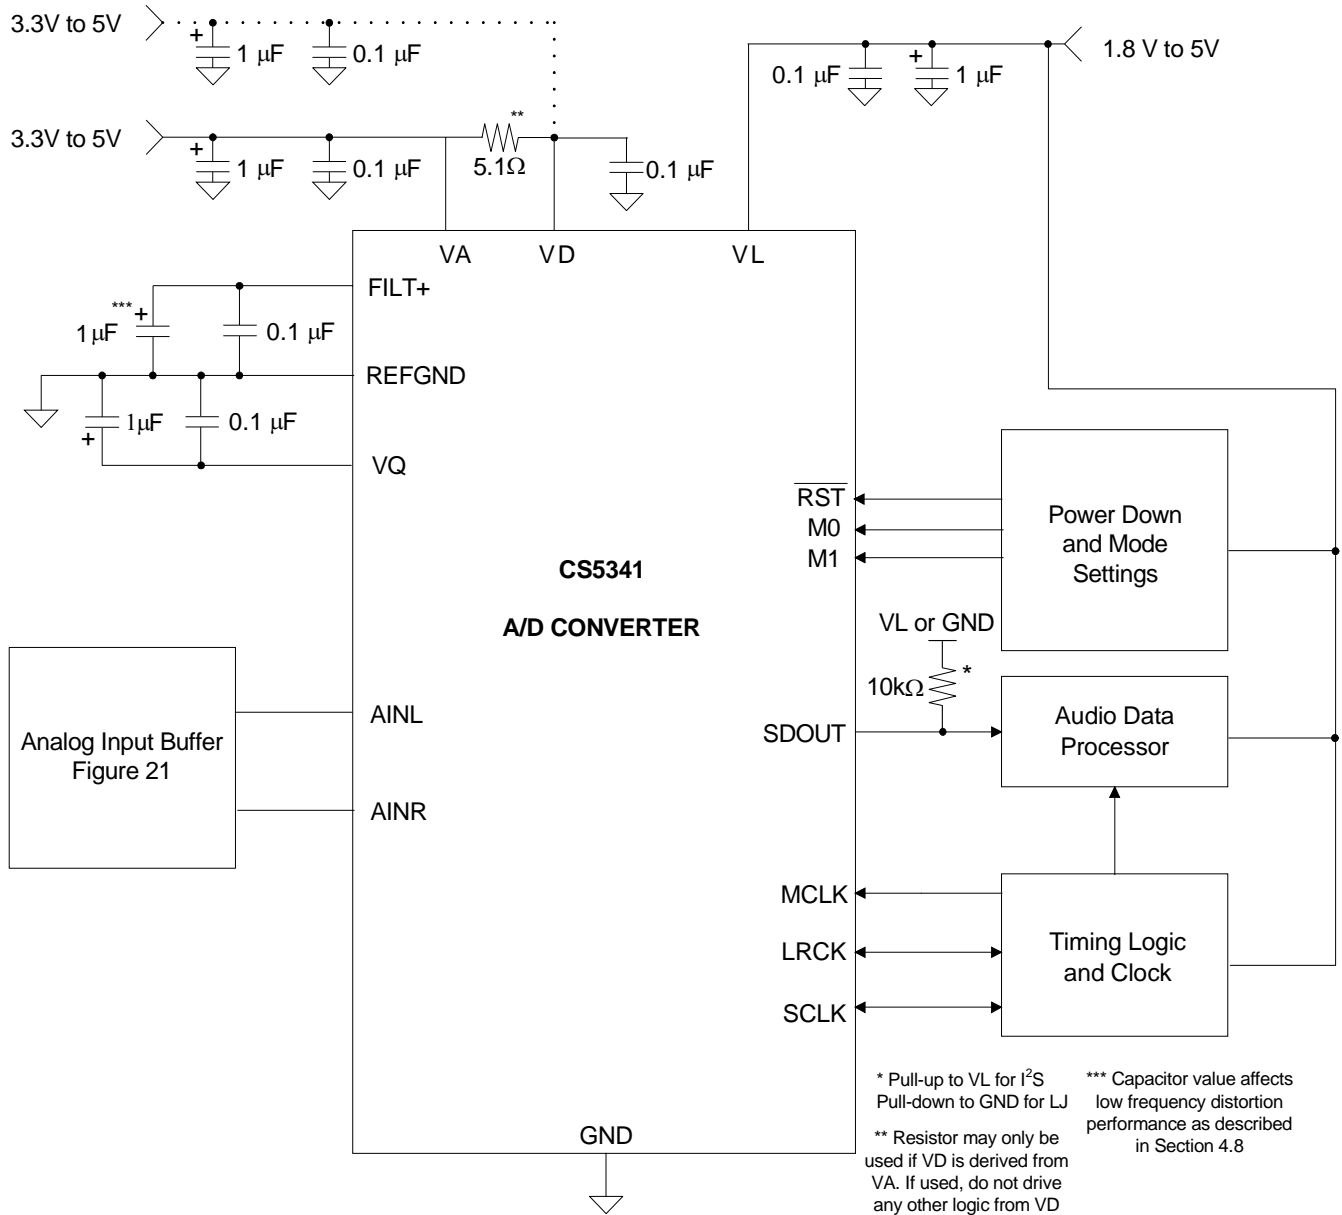 3.3V to 5V
+
1 µF
0.1 µF
0.1 µF
+
1 µF
1.8 V to 5V
3.3V to 5V
+
1 µF
0.1 µF
**
5.1Ω
0.1 µF
VA
VD
VL
FILT+
*** +
1µF
0.1 µF
REFGND
1µF
+
0.1 µF
VQ
RST
M0
M1
Power Down
and Mode
Settings
CS5341
A/D CONVERTER
VL or GND
*
10kΩ
Analog Input Buffer
Figure 21
AINL
AINR
SDOUT
Audio Data
Processor
MCLK
LRCK
SCLK
Timing Logic
and Clock
GND
* Pull-up to VL for I²S
Pull-down to GND for LJ
** Resistor may only be
used if VD is derived from
VA. If used, do not drive
any other logic from VD
*** Capacitor value affects
low frequency distortion
performance as described
in Section 4.8